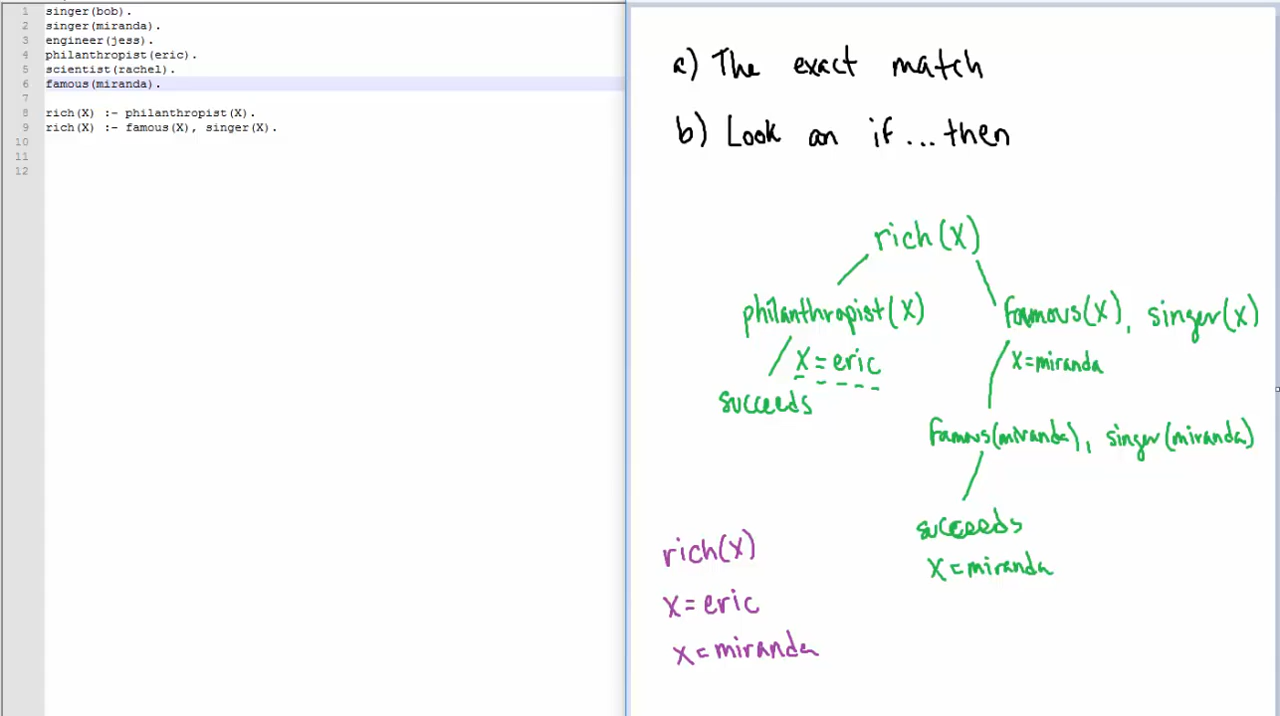 1 singer(bob).
2 singer(miranda).
3 engineer(jess).
4 philanthropist(eric).
5 scientist(rachel).
6 famous(miranda).
7
8 rich(X) :- philanthropist(X).
9 rich(X) :- famous(X), singer(X).
10
11
12
a) The exact match
b) Look an if...then
rich(X)
philanthropist(X) famous(X), singer(X)
X=eric X=miranda
succeeds
famous(miranda), singer(miranda)
succeeds
X=miranda
rich(X)
X=eric
X=miranda